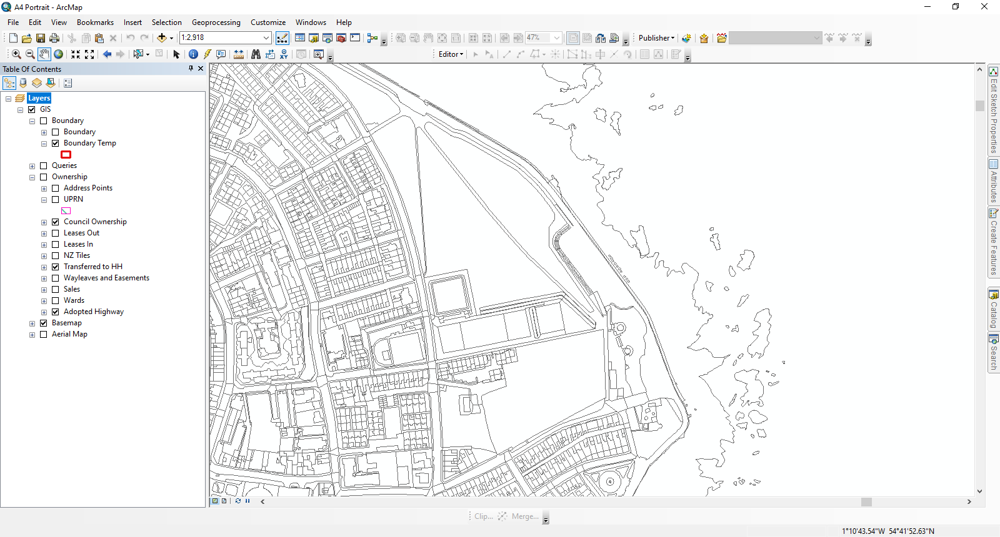 A4 Portrait - ArcMap
File Edit View Bookmarks Insert Selection Geoprocessing Customize Windows Help
1:2,918
47%
Publisher
Editor
Table Of Contents
Layers
GIS
Boundary
Boundary
Boundary Temp
Queries
Ownership
Address Points
UPRN
Council Ownership
Leases Out
Leases In
NZ Tiles
Transferred to HH
Wayleaves and Easements
Sales
Wards
Adopted Highway
Basemap
Aerial Map
Edit Sketch Properties
Attributes
Create Features
Catalog
Search
Clip... Merge...
1°10'43.54"W 54°41'52.63"N